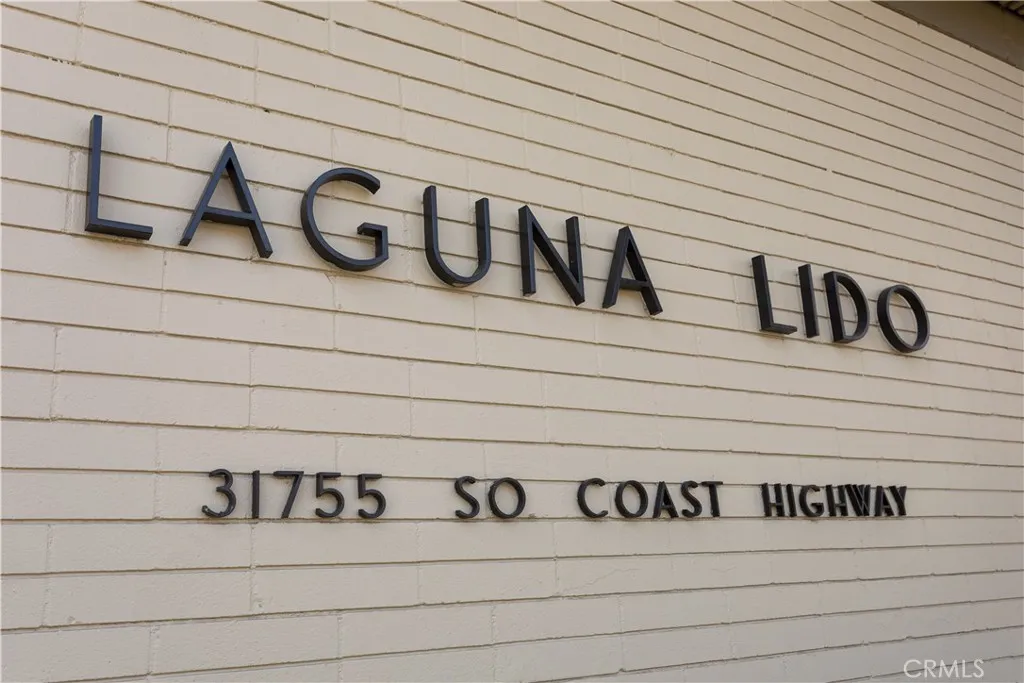 LAGUNA LIDO
31755 SO COAST HIGHWAY
CRMLS